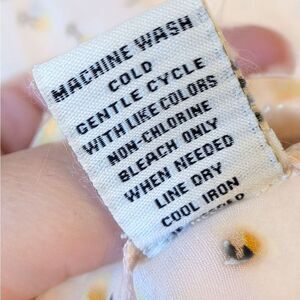 MACHINE WASH
COLD
GENTLE CYCLE
WITH LIKE COLORS
NON-CHLORINE
BLEACH ONLY
WHEN NEEDED
LINE DRY
COOL IRON